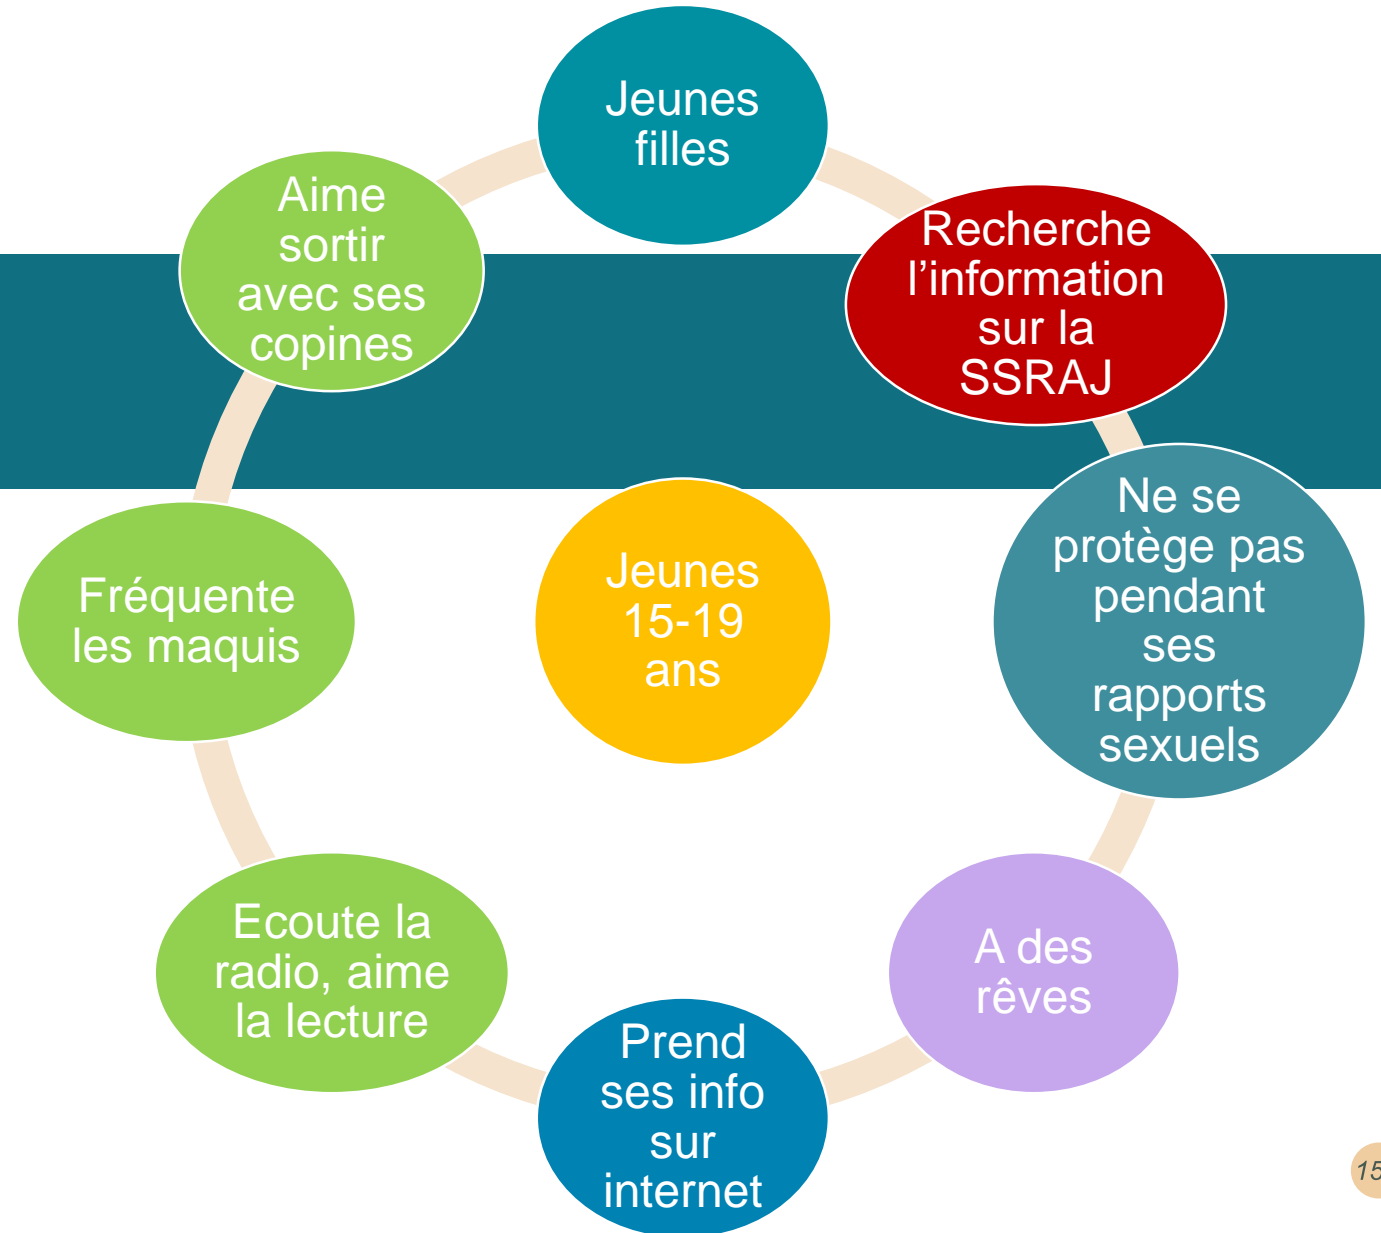 Jeunes
filles
Aime
sortir
avec ses
copines
Recherche
l’information
sur la
SSRAJ
Ne se
protège pas
pendant
ses
rapports
sexuels
Fréquente
les maquis
Jeunes
15-19
ans
Ecoute la
radio, aime
la lecture
A des
rêves
Prend
ses info
sur
internet
15